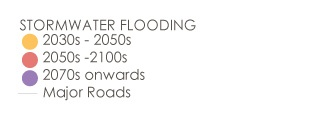 STORMWATER FLOODING
2030s - 2050s
2050s -2100s
2070s onwards
Major Roads